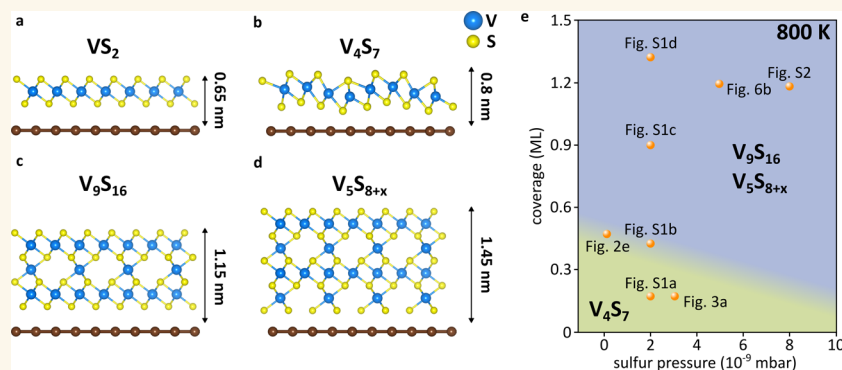 a
VS2
0.65 nm
b
V4S7
0.8 nm
V
S
c
V9S16
1.15 nm
d
V5S8+x
1.45 nm
e
800 K
1.5
1.2
0.9
0.6
0.3
0
coverage (ML)
Fig. S1d
Fig. S2
Fig. 6b
Fig. S1c
V9S16
V5S8+x
Fig. S1b
Fig. 2e
Fig. S1a
Fig. 3a
V4S7
0 2 4 6 8 10
sulfur pressure (10-9 mbar)